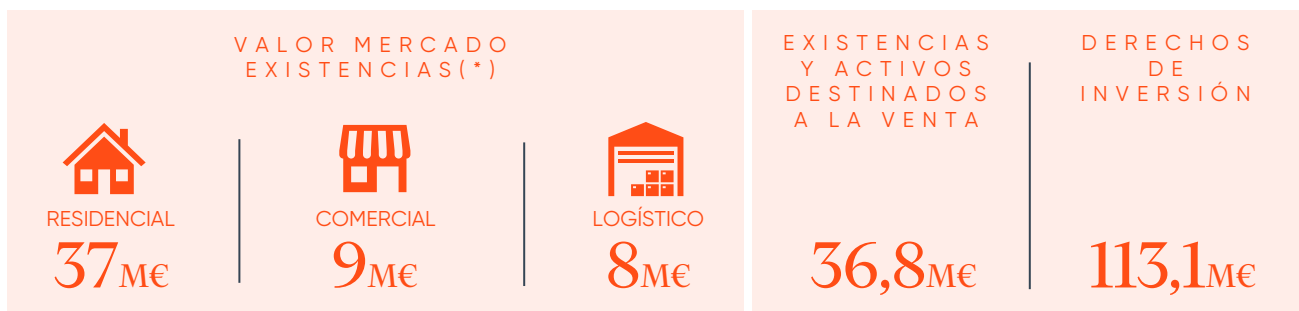 VALOR MERCADO
EXISTENCIAS(*)
RESIDENCIAL
37M€
COMERCIAL
9M€
LOGÍSTICO
8M€
EXISTENCIAS
Y ACTIVOS
DESTINADOS
A LA VENTA
36,8M€
DERECHOS
DE
INVERSIÓN
113,1M€